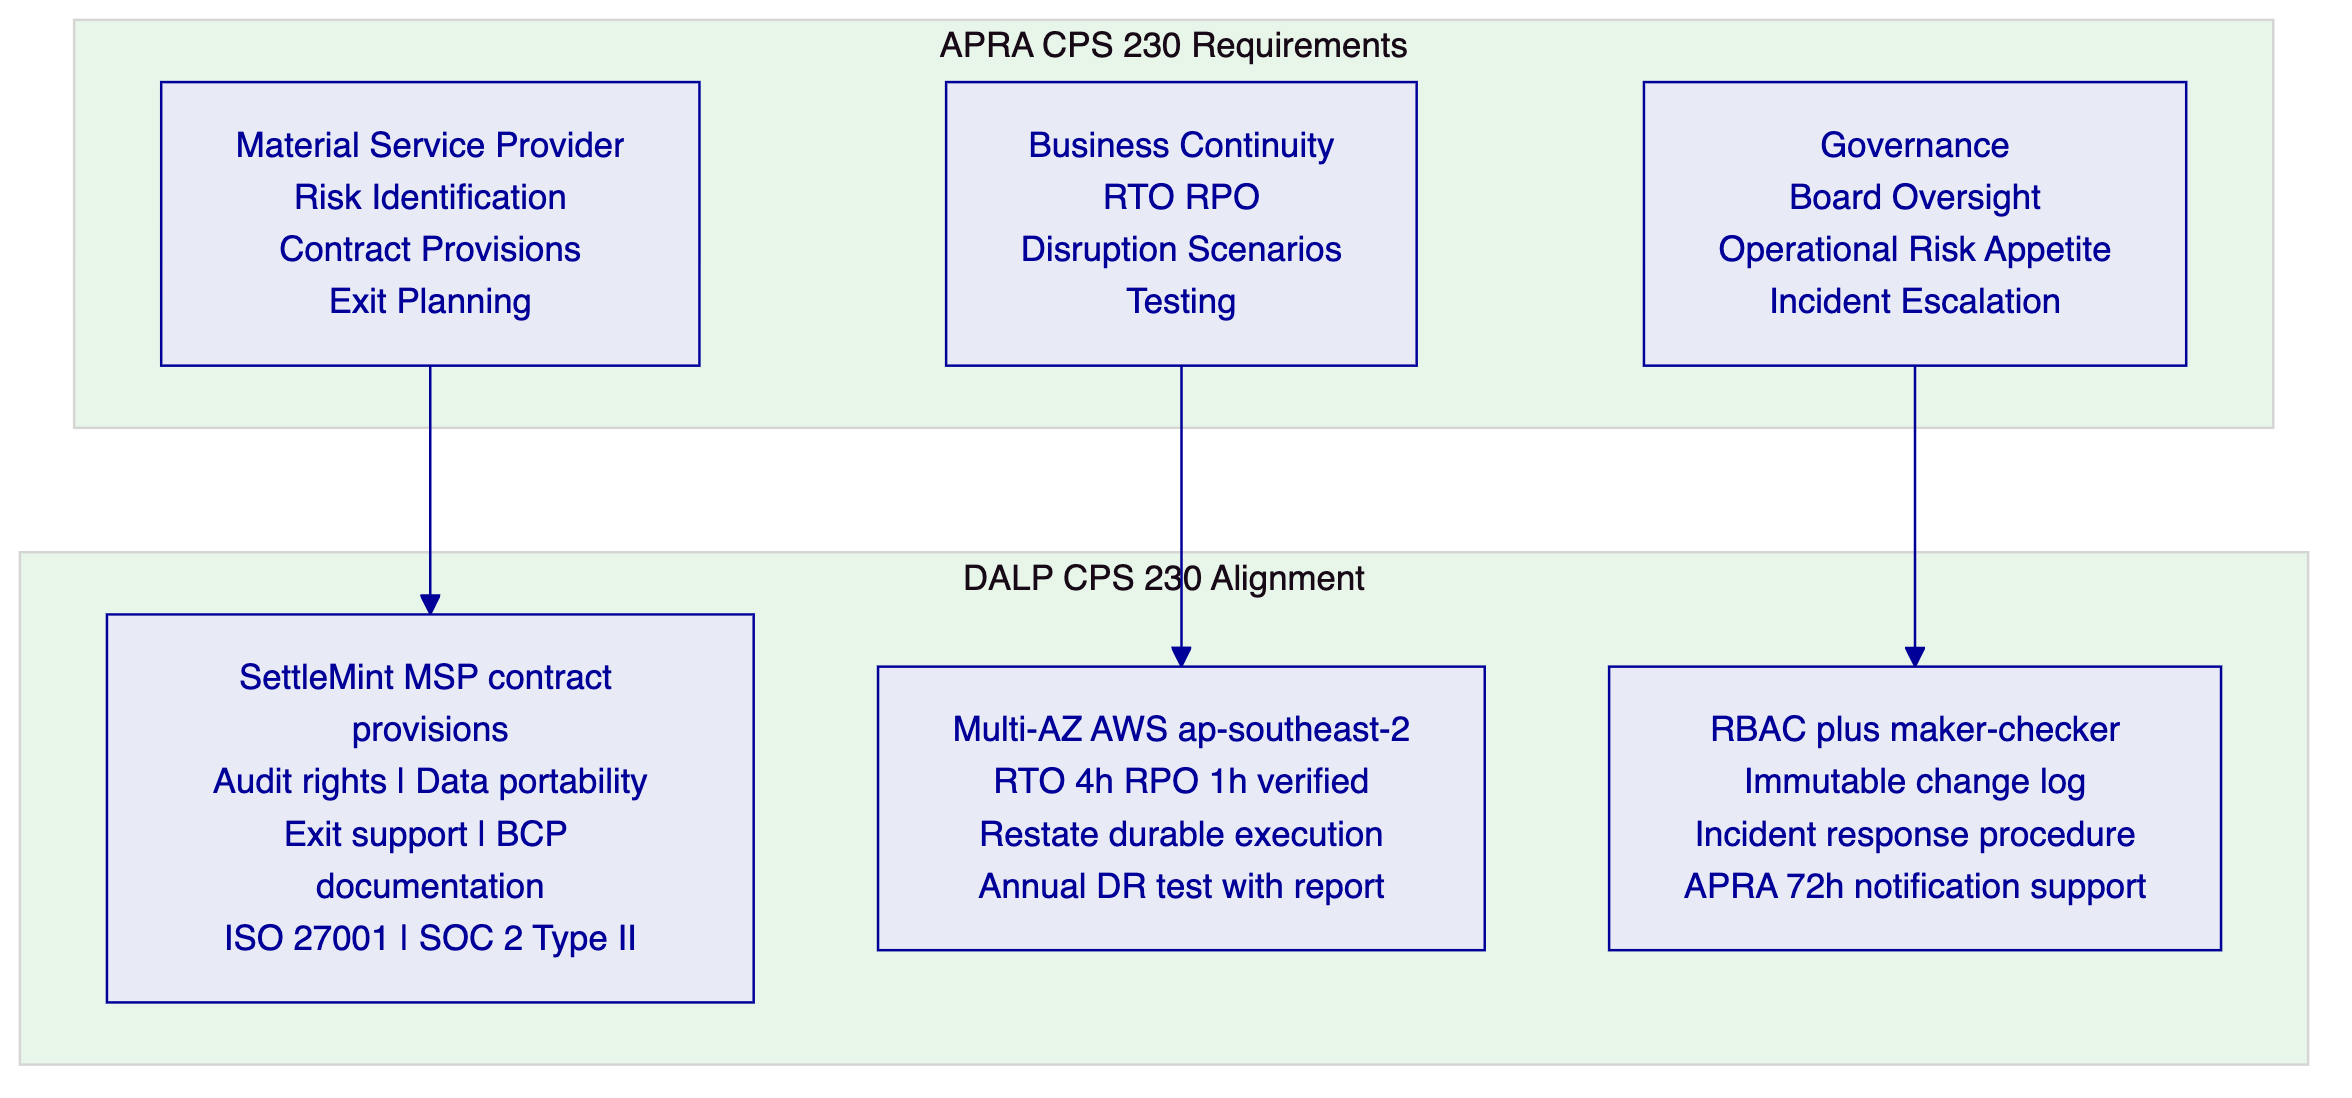 APRA CPS 230 Requirements
Material Service Provider
Risk Identification
Contract Provisions
Exit Planning
Business Continuity
RTO RPO
Disruption Scenarios
Testing
Governance
Board Oversight
Operational Risk Appetite
Incident Escalation
DALP CPS 230 Alignment
SettleMint MSP contract
provisions
Audit rights | Data portability
Exit support | BCP
documentation
ISO 27001 | SOC 2 Type II
Multi-AZ AWS ap-southeast-2
RTO 4h RPO 1h verified
Restate durable execution
Annual DR test with report
RBAC plus maker-checker
Immutable change log
Incident response procedure
APRA 72h notification support